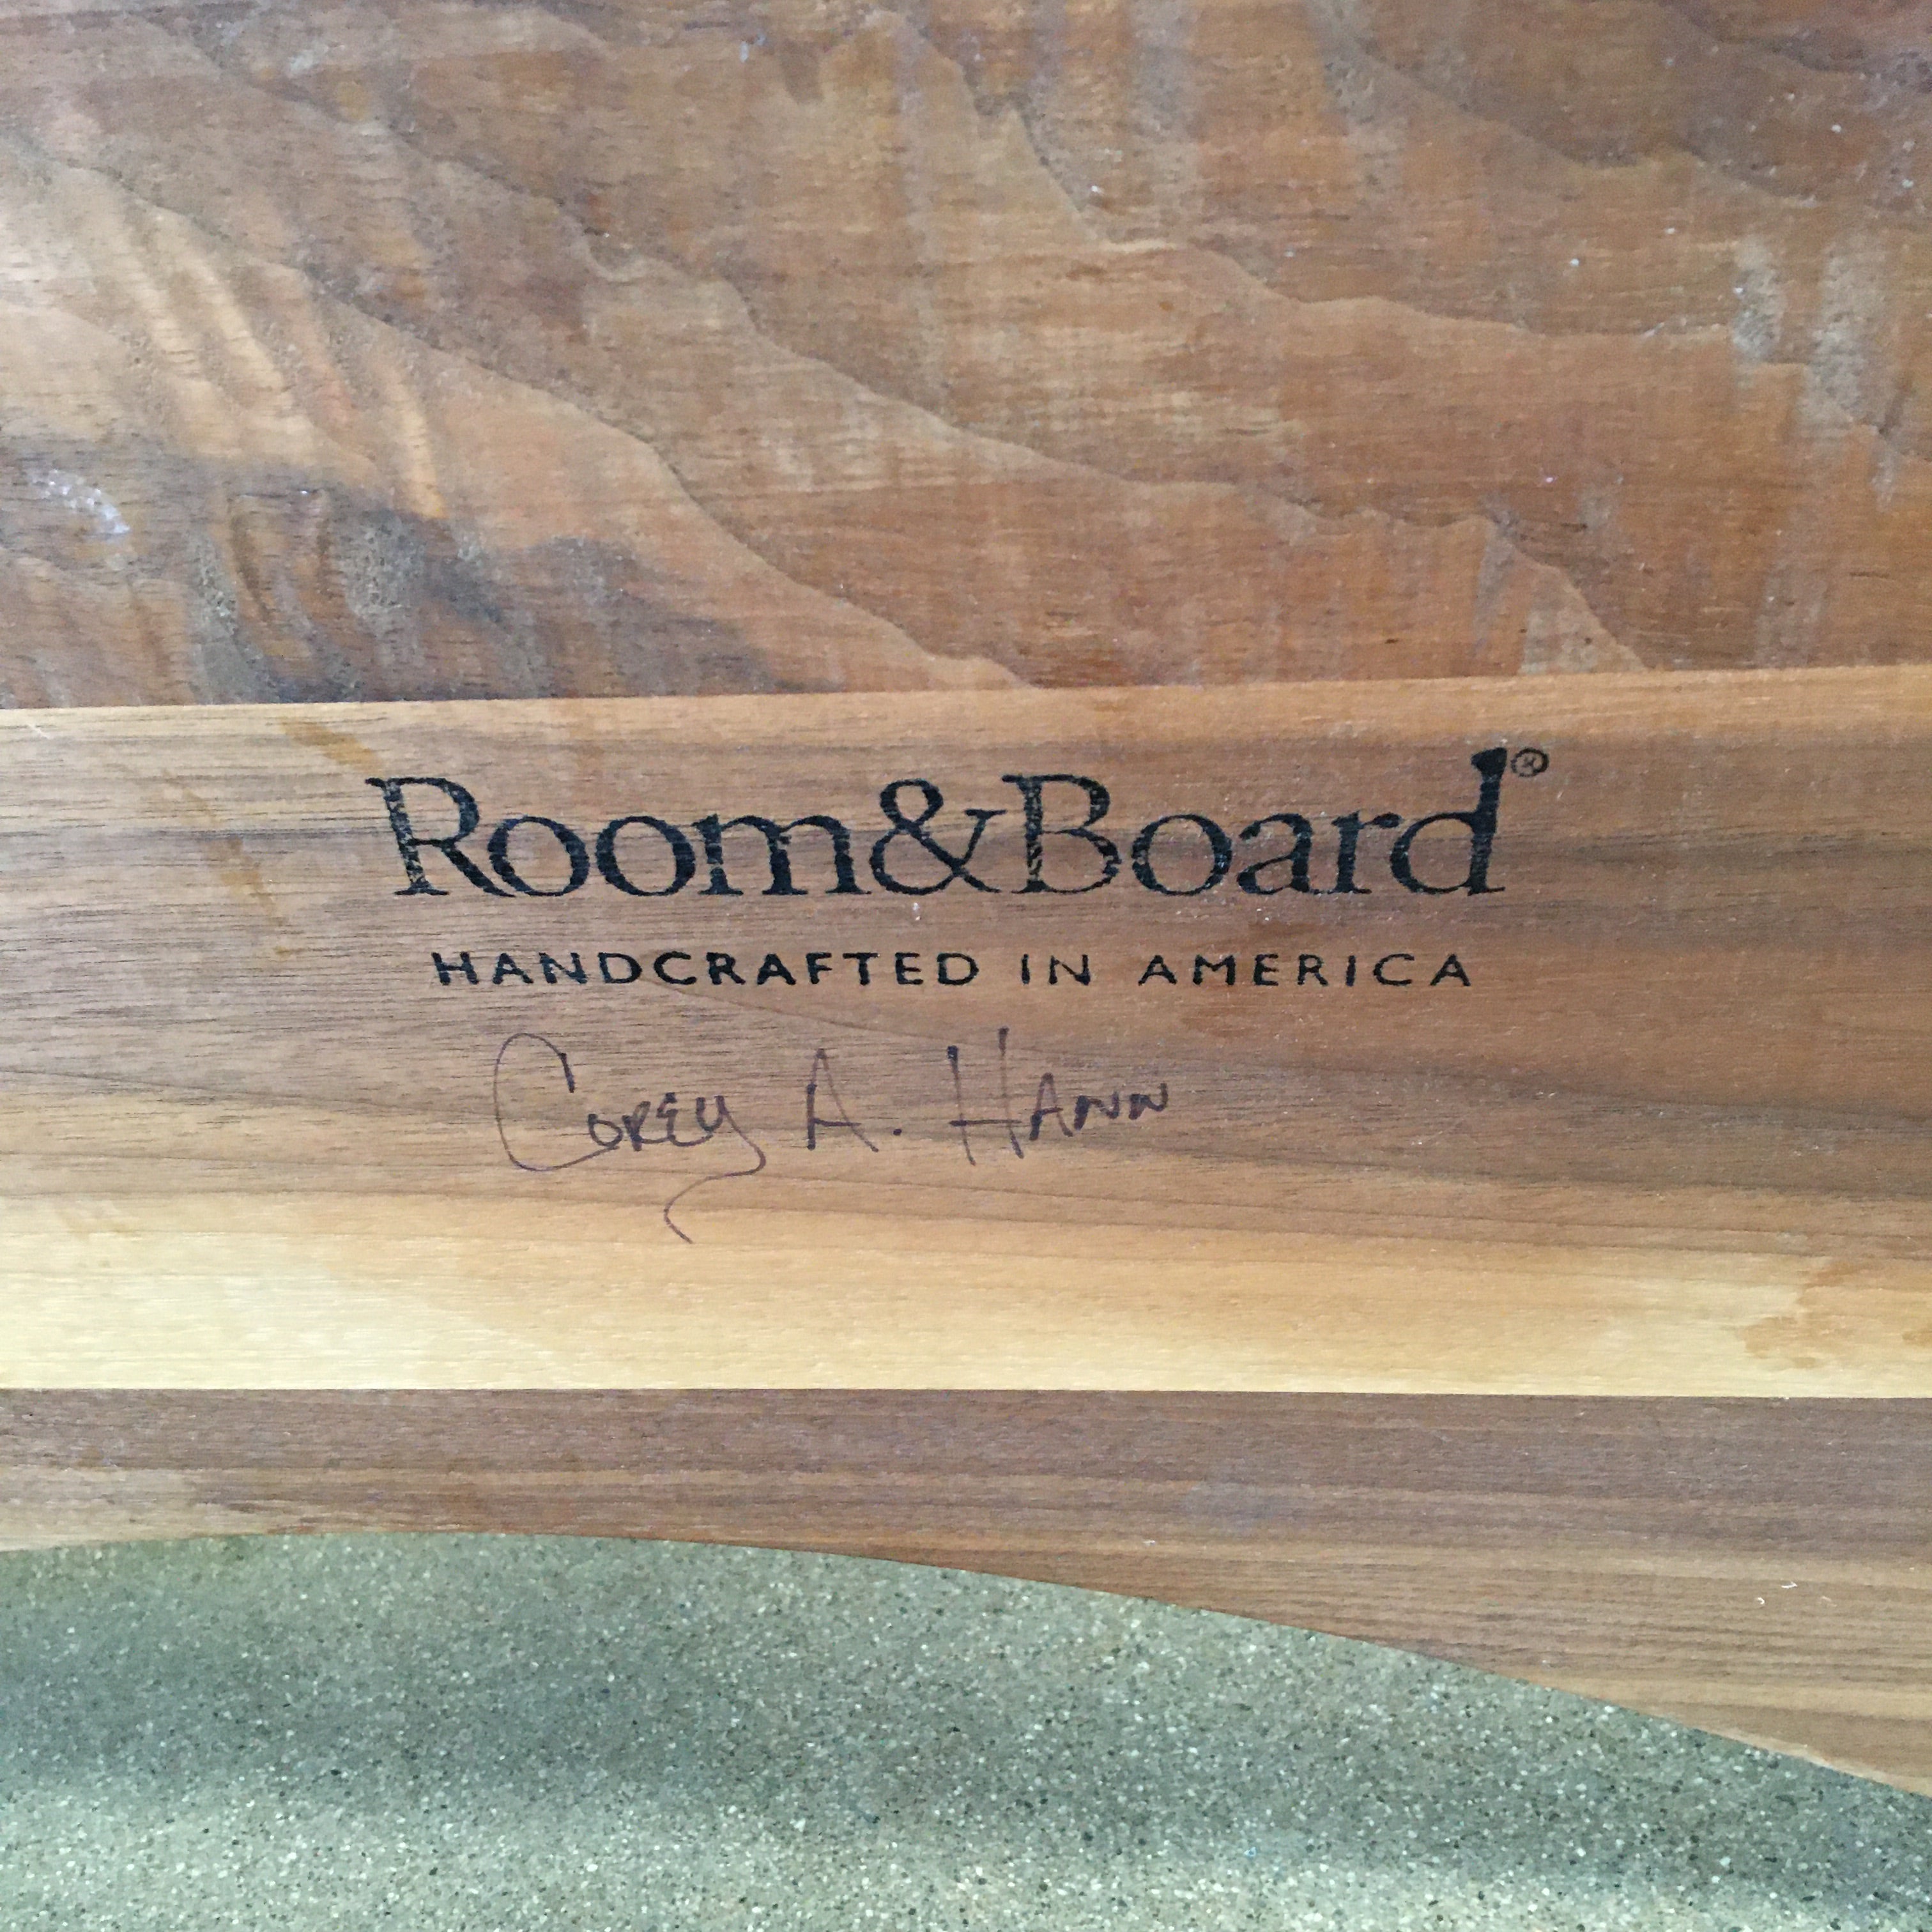 Room&Board®
HANDCRAFTED IN AMERICA
Corey A. Hann